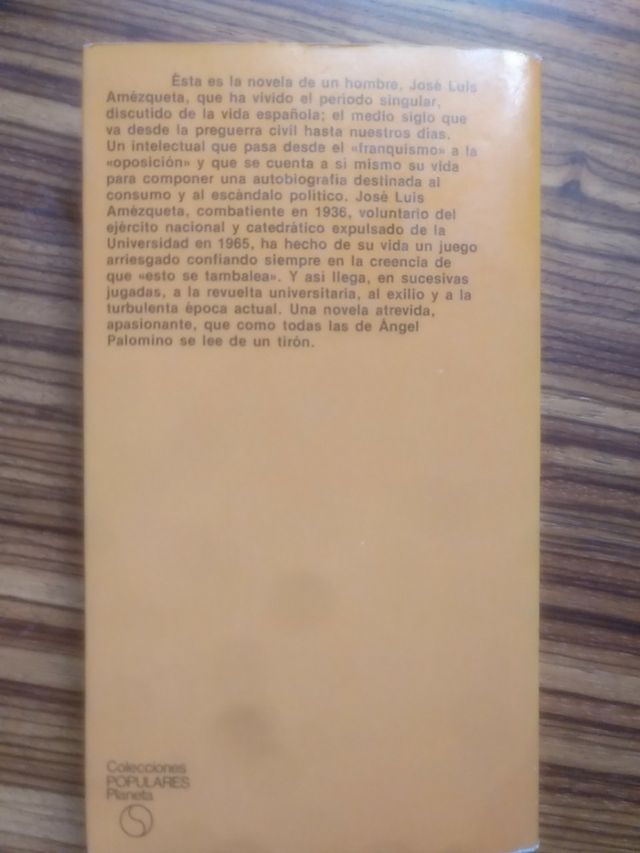 Ésta es la novela de un hombre, José Luis
Amézqueta, que ha vivido el período singular,
discutido de la vida española; el medio siglo que
va desde la preguerra civil hasta nuestros días.
Un intelectual que pasa desde el «franquismo» a la
«oposición» y que se cuenta a sí mismo su vida
para componer una autobiografía destinada al
consumo y al escándalo político. José Luis
Amézqueta, combatiente en 1936, voluntario del
ejército nacional y catedrático expulsado de la
Universidad en 1965, ha hecho de su vida un juego
arriesgado confiando siempre en la creencia de
que «esto se tambalea». Y así llega, en sucesivas
jugadas, a la revuelta universitaria, al exilio y a la
turbulenta época actual. Una novela atrevida,
apasionante, que como todas las de Ángel
Palomino se lee de un tirón.
Colecciones
POPULARES
Planeta